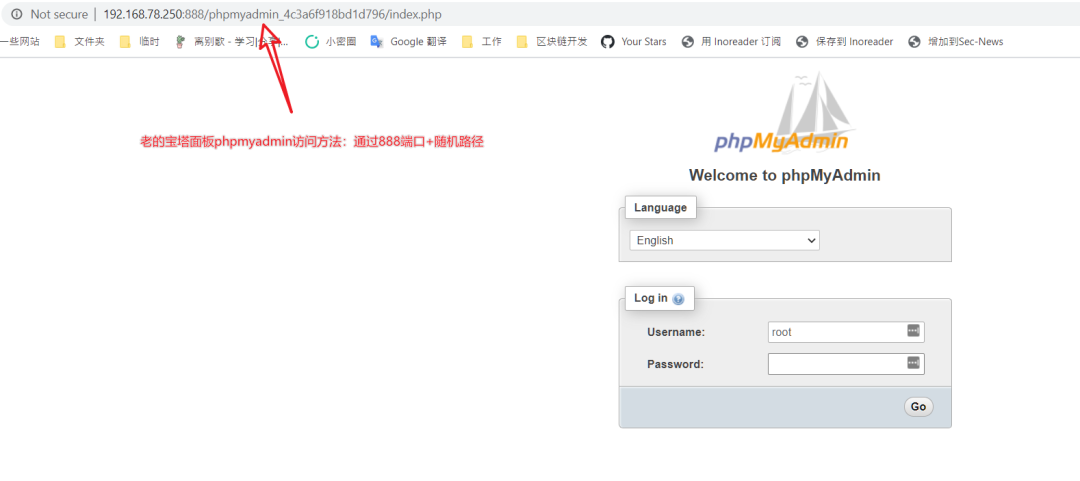 Not secure | 192.168.78.250:888/phpmyadmin_4c3a6f918bd1d796/index.php
一些网站 文件夹 临时 离别歌 - 学习|分享|... 小密圈 Google 翻译 工作 区块链开发 Your Stars 用 Inoreader 订阅 保存到 Inoreader 增加到Sec-News
老的宝塔面板phpmyadmin访问方法：通过888端口+随机路径
phpMyAdmin
Welcome to phpMyAdmin
Language
English
Log in
Username:
root
Password:
Go